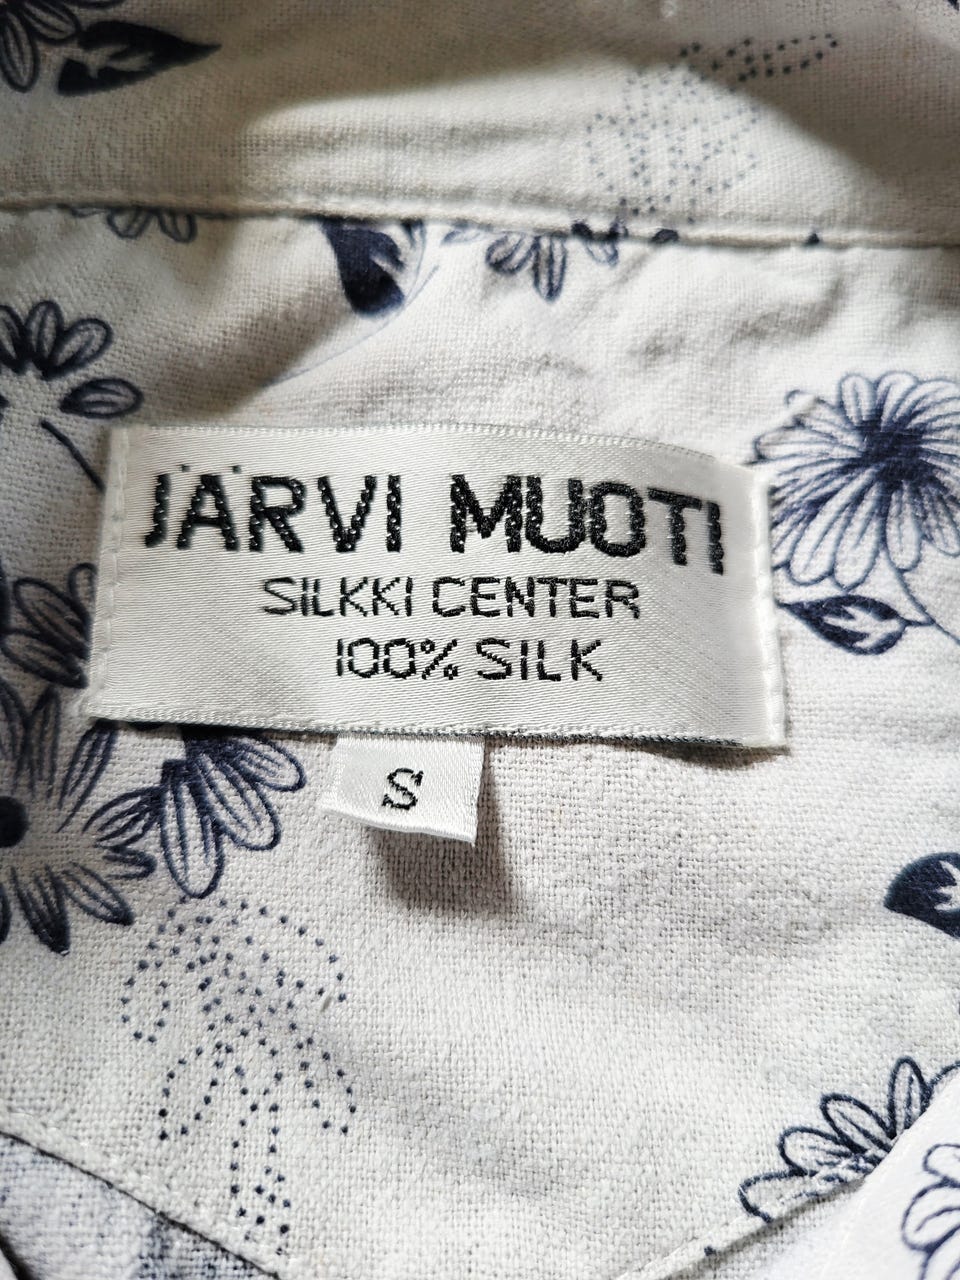 JÄRVI MUOTI
SILKKI CENTER
100% SILK
S